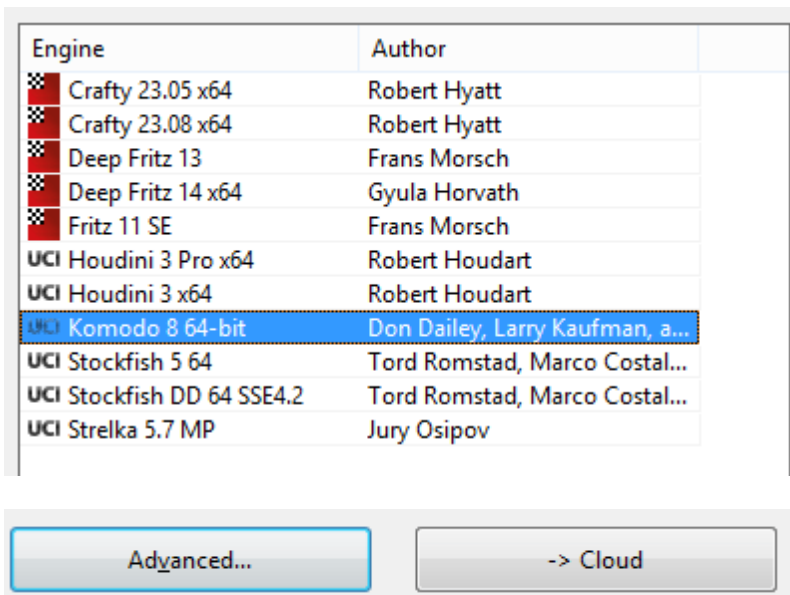 Engine Author
Crafty 23.05 x64 Robert Hyatt
Crafty 23.08 x64 Robert Hyatt
Deep Fritz 13 Frans Morsch
Deep Fritz 14 x64 Gyula Horvath
Fritz 11 SE Frans Morsch
UCI Houdini 3 Pro x64 Robert Houdart
UCI Houdini 3 x64 Robert Houdart
UCI Komodo 8 64-bit Don Dailey, Larry Kaufman, a...
UCI Stockfish 5 64 Tord Romstad, Marco Costal...
UCI Stockfish DD 64 SSE4.2 Tord Romstad, Marco Costal...
UCI Strelka 5.7 MP Jury Osipov
Advanced... -> Cloud